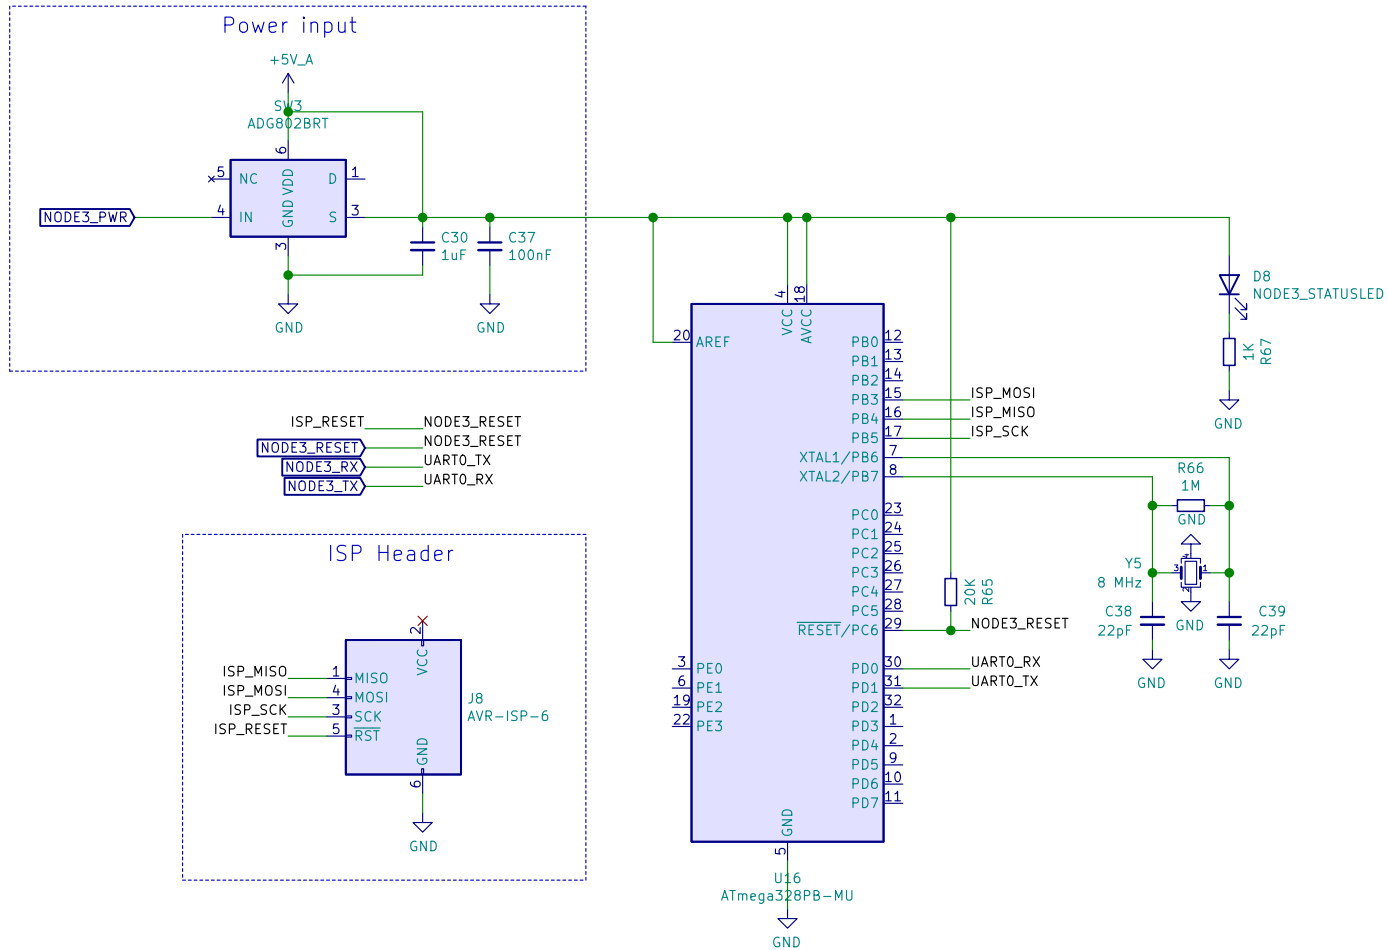 Power input
+5V_A
SW3
ADG802BRT
6
5
NC
VDD
D
1
NODE3_PWR
4
IN
GND
S
3
3
GND
C30
1uF
C37
100nF
GND
D8
NODE3_STATUSLED
1K
R67
GND
4
VCC
18
AVCC
20
AREF
PB0
12
PB1
13
PB2
14
PB3
15
ISP_MOSI
PB4
16
ISP_MISO
PB5
17
ISP_SCK
XTAL1/PB6
7
XTAL2/PB7
8
PC0
23
PC1
24
PC2
25
PC3
26
PC4
27
PC5
28
RESET/PC6
29
NODE3_RESET
20K
R65
3
PE0
PD0
30
UART0_RX
6
PE1
PD1
31
UART0_TX
19
PE2
PD2
32
22
PE3
PD3
1
PD4
2
PD5
9
PD6
10
PD7
11
GND
5
U16
ATmega328PB-MU
GND
R66
1M
GND
Y5
8 MHz
4
3
1
2
GND
C38
22pF
GND
C39
22pF
GND
ISP_RESET
NODE3_RESET
NODE3_RESET
NODE3_RESET
NODE3_RX
UART0_TX
NODE3_TX
UART0_RX
ISP Header
2
VCC
ISP_MISO
1
MISO
ISP_MOSI
4
MOSI
ISP_SCK
3
SCK
ISP_RESET
5
RST
J8
AVR-ISP-6
GND
6
GND